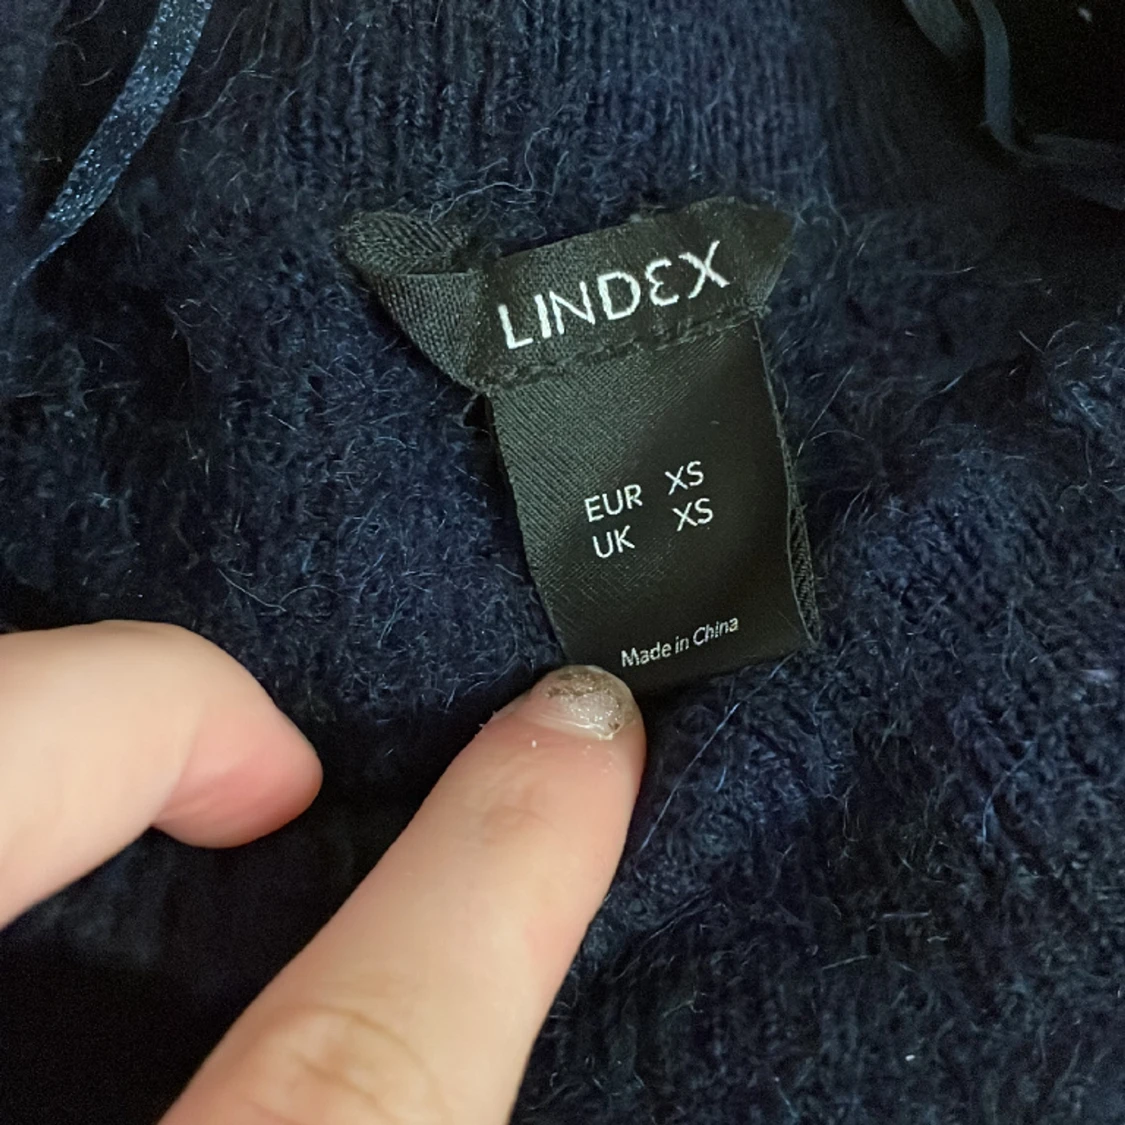 LINDEX
EUR XS
UK XS
Made in China